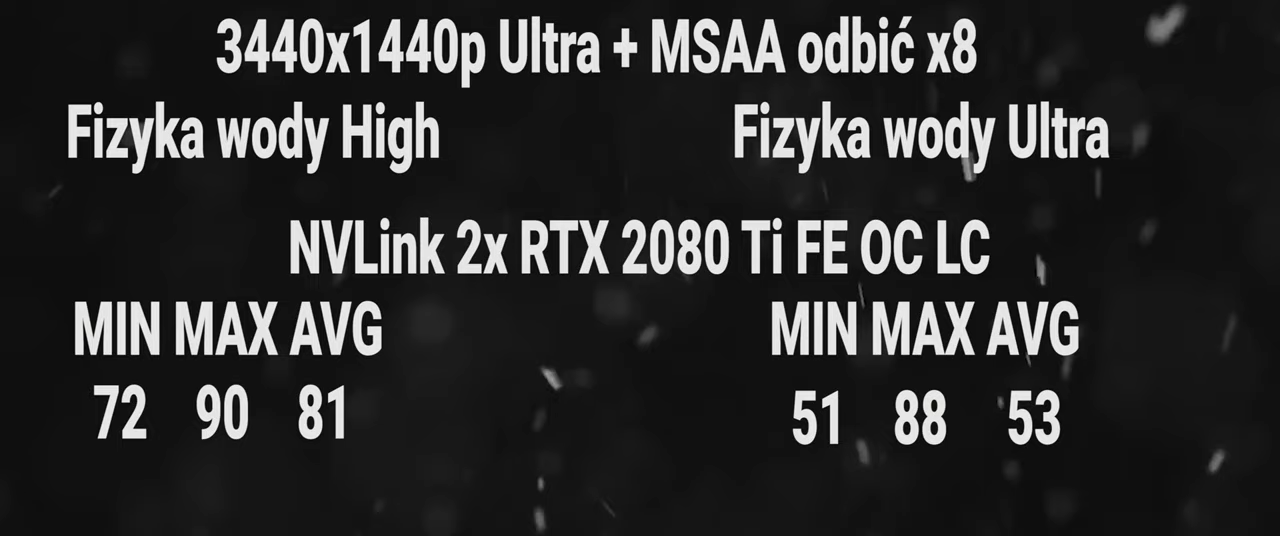 3440x1440p Ultra + MSAA odbić x8
Fizyka wody High
Fizyka wody Ultra
NVLink 2x RTX 2080 Ti FE OC LC
MIN MAX AVG
72 90 81
MIN MAX AVG
51 88 53